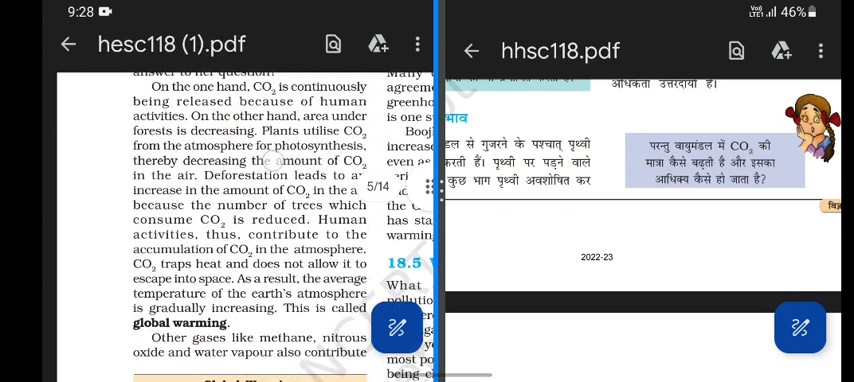 9:28
Vo)
LTE1
46%
hesc118 (1).pdf
answer to her question?
On the one hand, CO2 is continuously
being released because of human
activities. On the other hand, area under
forests is decreasing. Plants utilise CO2
from the atmosphere for photosynthesis,
thereby decreasing the amount of CO2
in the air. Deforestation leads to
increase in the amount of CO2 in the a
because the number of trees which
consume CO2 is reduced. Human
activities, thus, contribute to the
accumulation of CO2 in the atmosphere.
CO2 traps heat and does not allow it to
escape into space. As a result, the average
temperature of the earth's atmosphere
is gradually increasing. This is called
global warming.
Other gases like methane, nitrous
oxide and water vapour also contribute
Many
agreem
greenho
is one s
Booj
increase
even as
5/14
the C
has sta
warmin
18.5
What
pollutio
most po
being c
hhsc118.pdf
भाव
डल से गुजरने के पश्चात् पृथ्वी
करती हैं। पृथ्वी पर पड़ने वाले
कुछ भाग पृथ्वी अवशोषित कर
अधिकता उत्तरदायी है।
परन्तु वायुमंडल में CO2 की
मात्रा कैसे बढ़ती है और इसका
आधिक्य कैसे हो जाता है?
2022-23